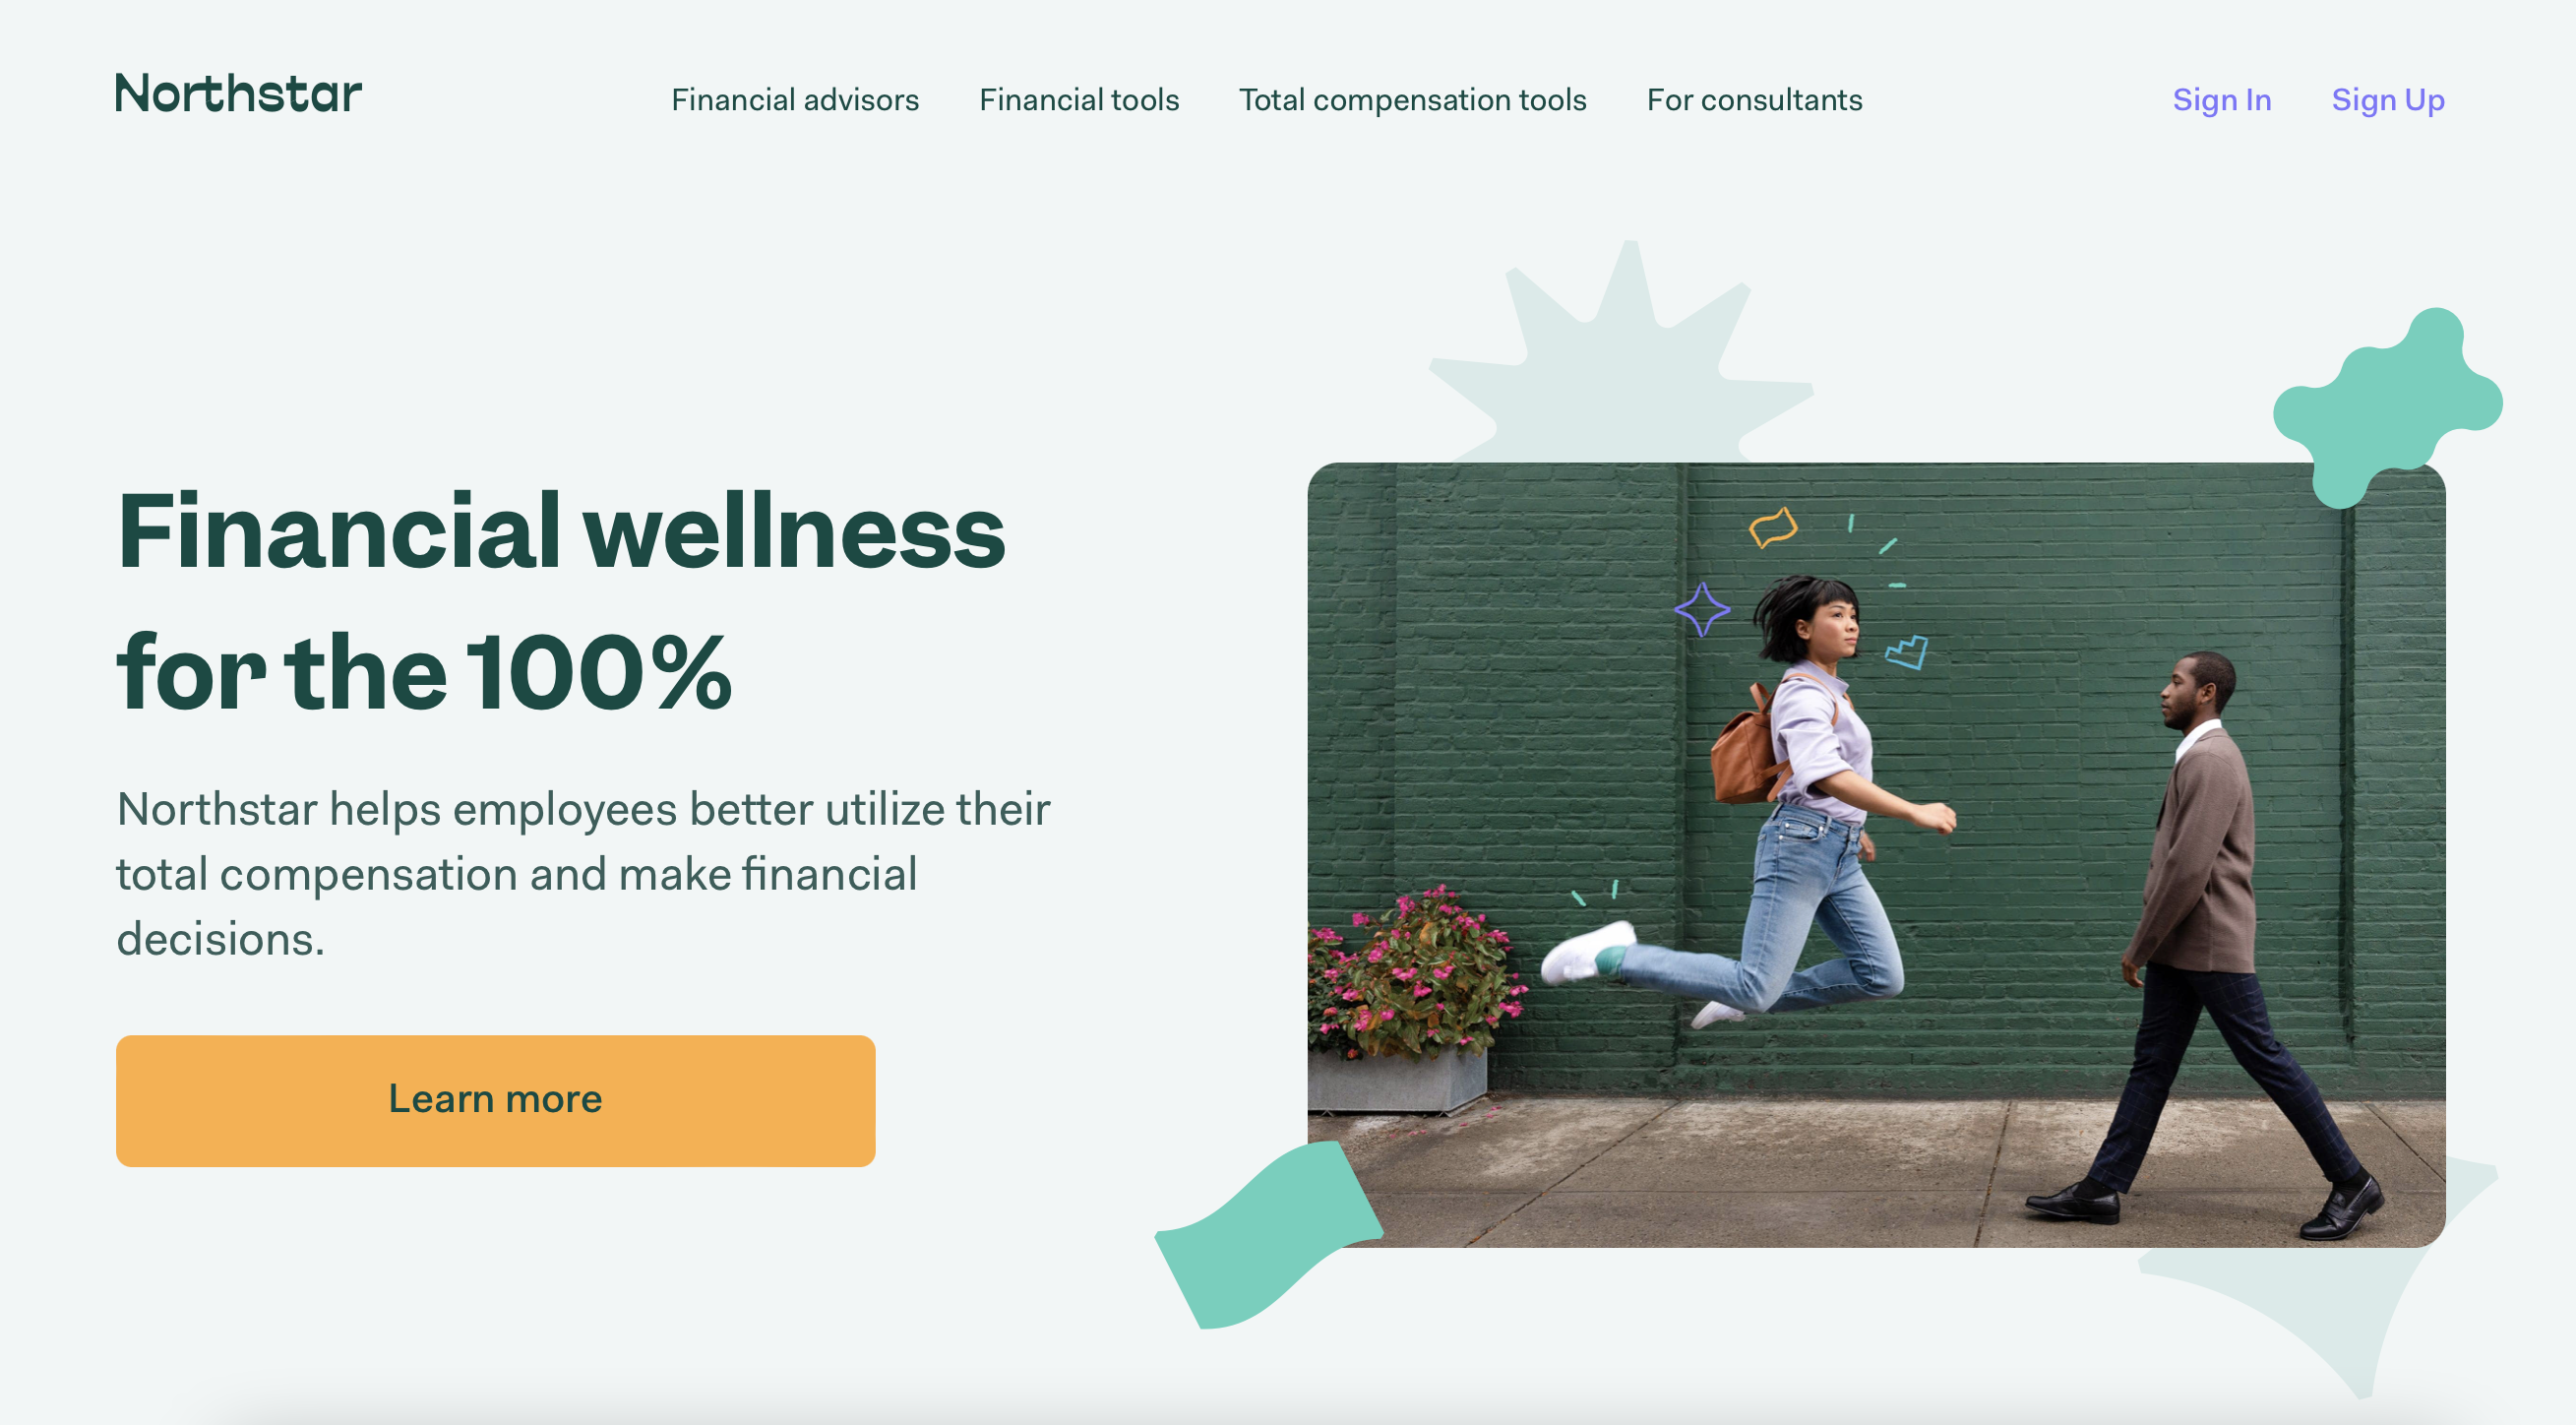 Northstar
Financial advisors
Financial tools
Total compensation tools
For consultants
Sign In
Sign Up
Financial wellness
for the 100%
Northstar helps employees better utilize their
total compensation and make financial
decisions.
Learn more